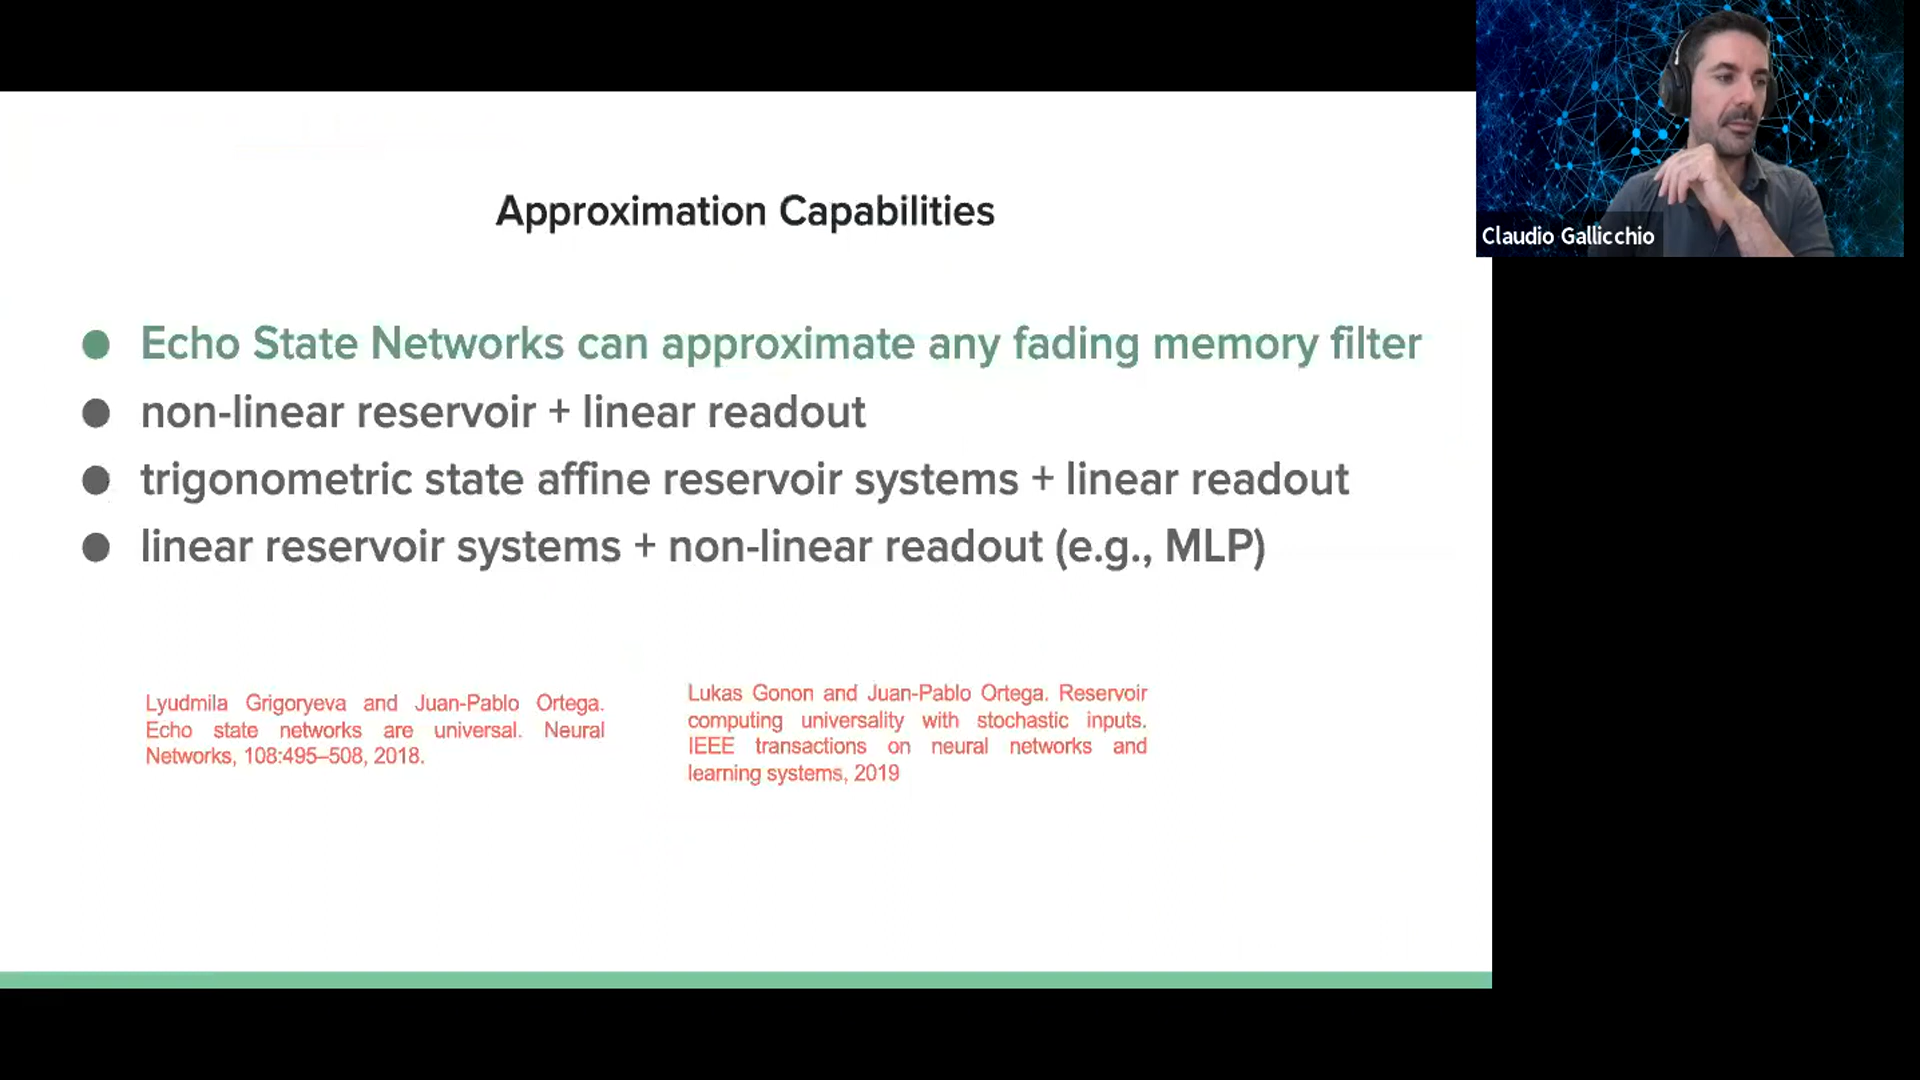 Approximation Capabilities
Echo State Networks can approximate any fading memory filter
non-linear reservoir + linear readout
trigonometric state affine reservoir systems + linear readout
linear reservoir systems + non-linear readout (e.g., MLP)
Lyudmila Grigoryeva and Juan-Pablo Ortega.
Echo state networks are universal. Neural
Networks, 108:495–508, 2018.
Lukas Gonon and Juan-Pablo Ortega. Reservoir
computing universality with stochastic inputs.
IEEE transactions on neural networks and
learning systems, 2019
Claudio Gallicchio